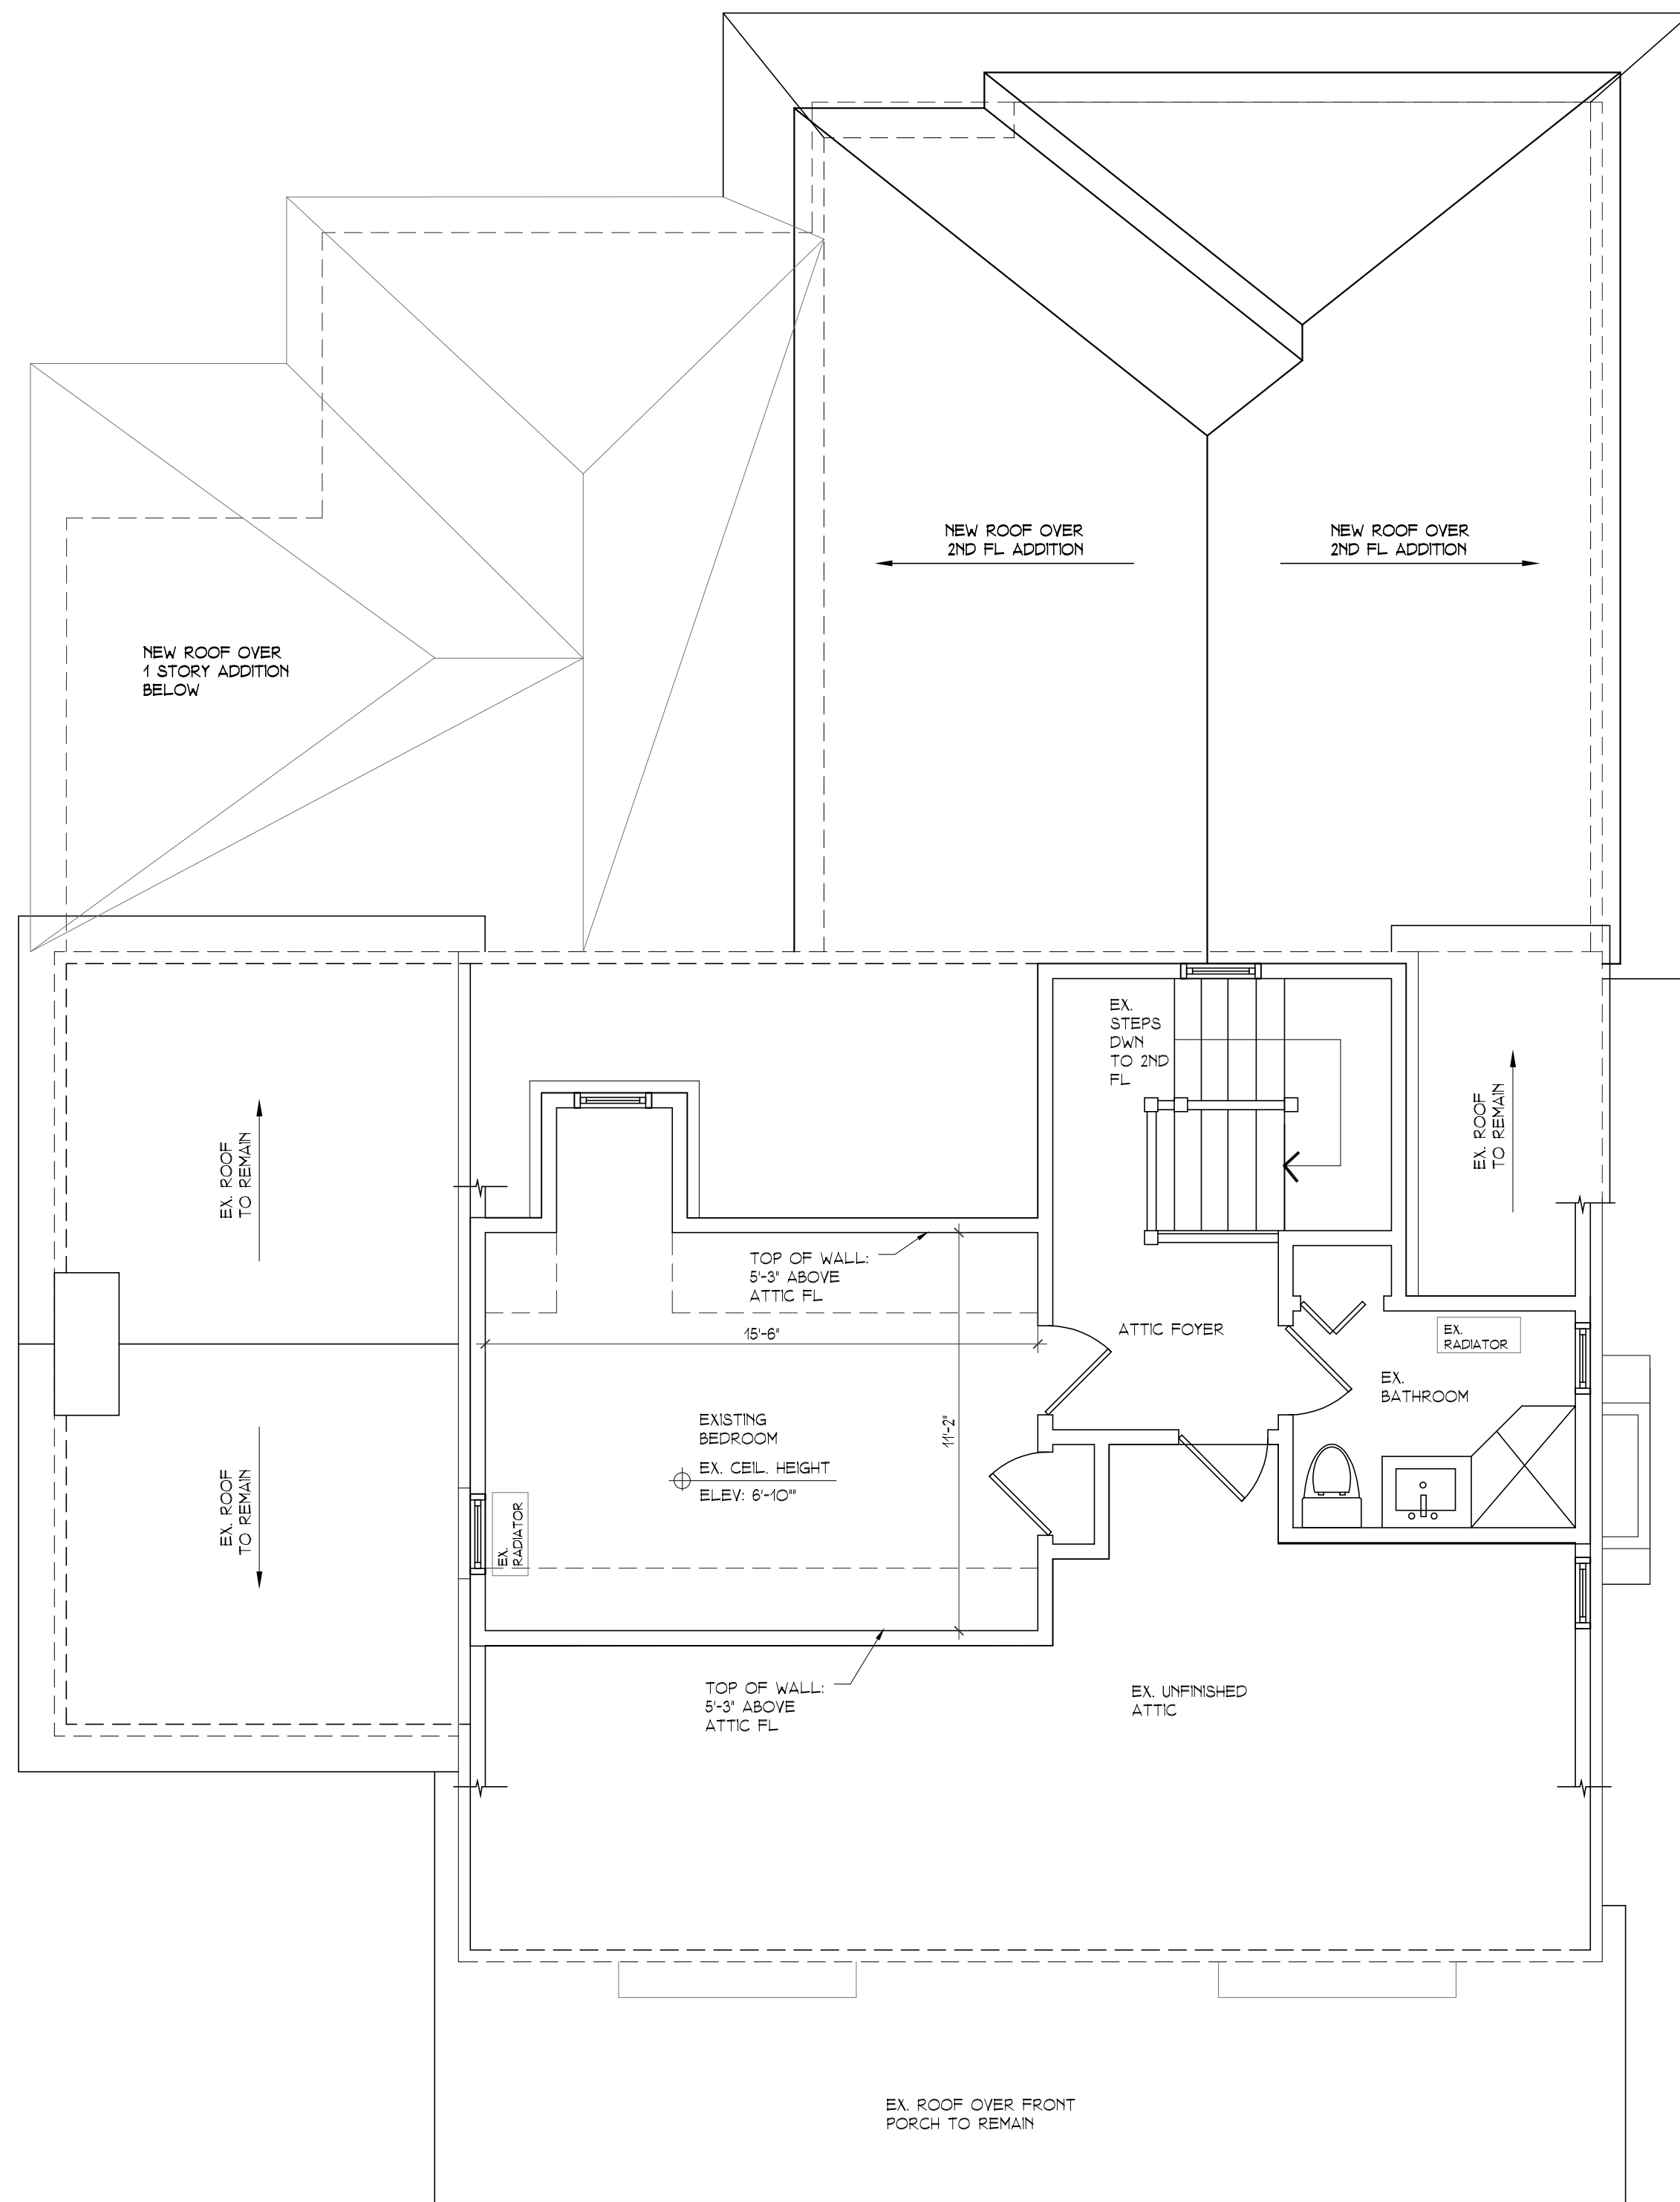 NEW ROOF OVER
2ND FL ADDITION
NEW ROOF OVER
2ND FL ADDITION
NEW ROOF OVER
1 STORY ADDITION
BELOW
EX.
STEPS
DWN
TO 2ND
FL
EX. ROOF
TO REMAIN
EX. ROOF
TO REMAIN
TOP OF WALL:
5'-3" ABOVE
ATTIC FL
15'-6"
ATTIC FOYER
EX.
RADIATOR
EX.
BATHROOM
EXISTING
BEDROOM
EX. CEIL. HEIGHT
ELEV: 6'-10""
11'-2"
EX. ROOF
TO REMAIN
EX.
RADIATOR
TOP OF WALL:
5'-3" ABOVE
ATTIC FL
EX. UNFINISHED
ATTIC
EX. ROOF OVER FRONT
PORCH TO REMAIN